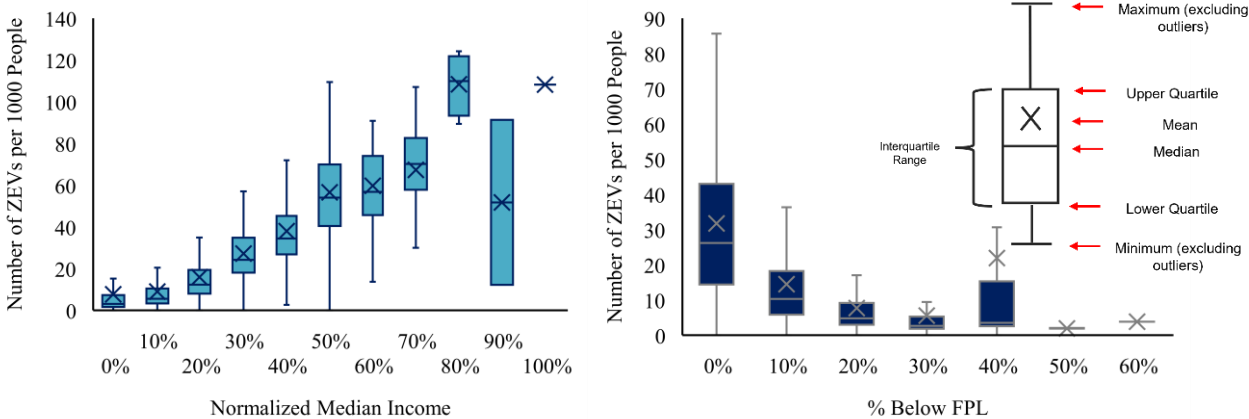 Number of ZEVs per 1000 People
140
120
100
80
60
40
20
0
10%
30%
50%
70%
90%
0%
20%
40%
60%
80%
100%
Normalized Median Income
Number of ZEVs per 1000 People
90
80
70
60
50
40
30
20
10
0
0%
10%
20%
30%
40%
50%
60%
% Below FPL
Maximum (excluding
outliers)
Upper Quartile
Mean
Median
Interquartile
Range
Lower Quartile
Minimum (excluding
outliers)